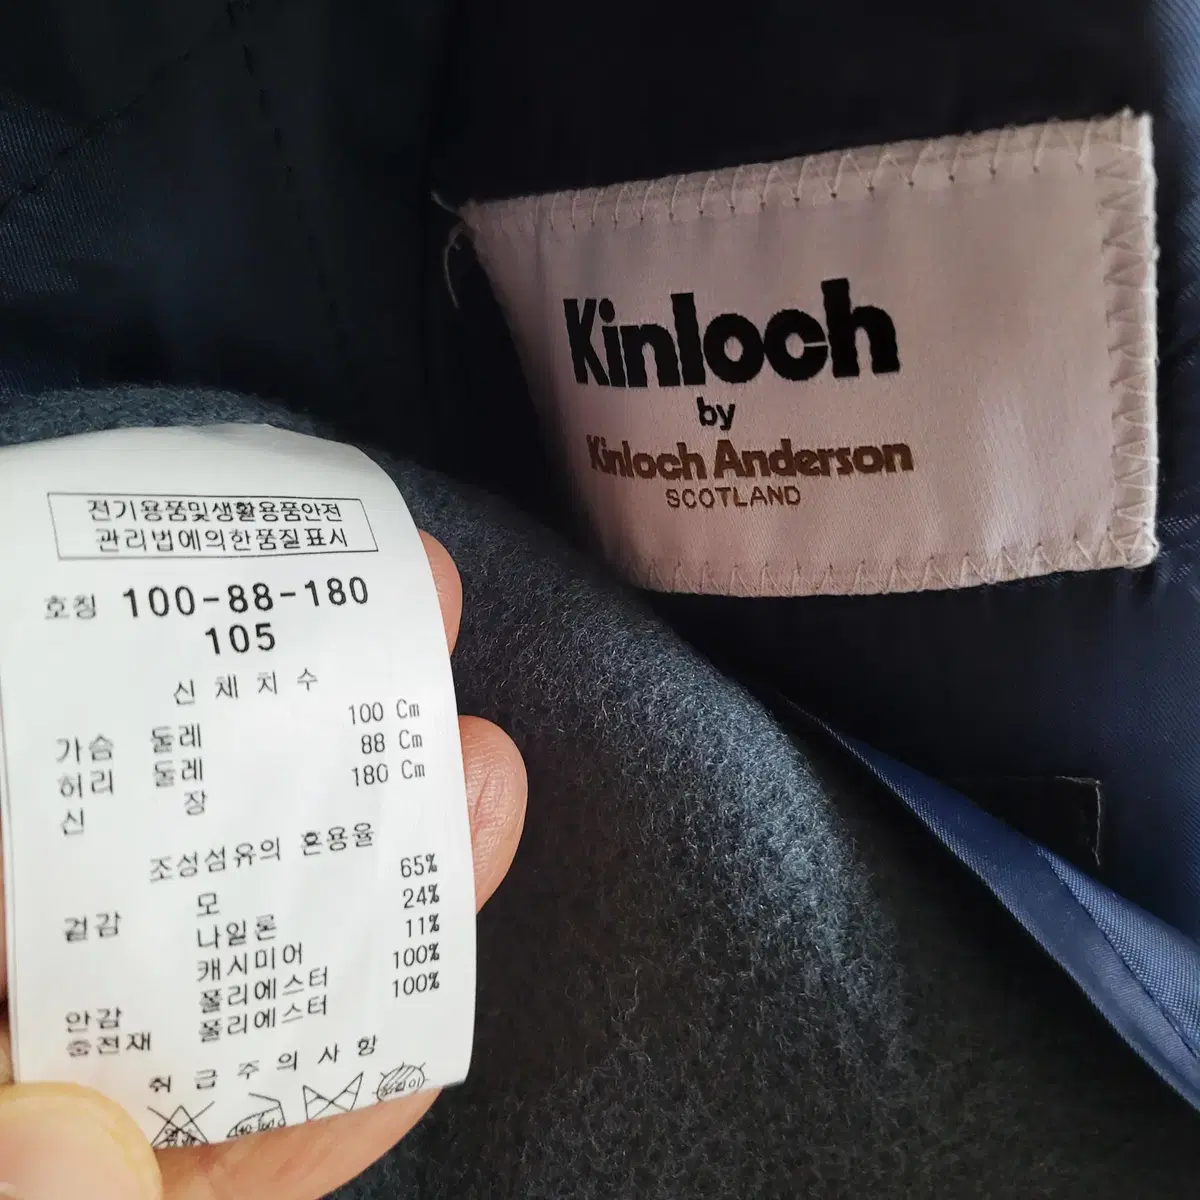 Kinloch
by
Kinloch Anderson
SCOTLAND
전기용품및생활용품안전
관리법에의한품질표시
호칭 100-88-180
105
신체치수
가슴 둘레 100 Cm
허리 둘레 88 Cm
신 장 180 Cm
조성섬유의 혼용율
겉감 모 65%
나일론 24%
캐시미어 11%
안감 폴리에스터 100%
충전재 폴리에스터 100%
취급주의사항